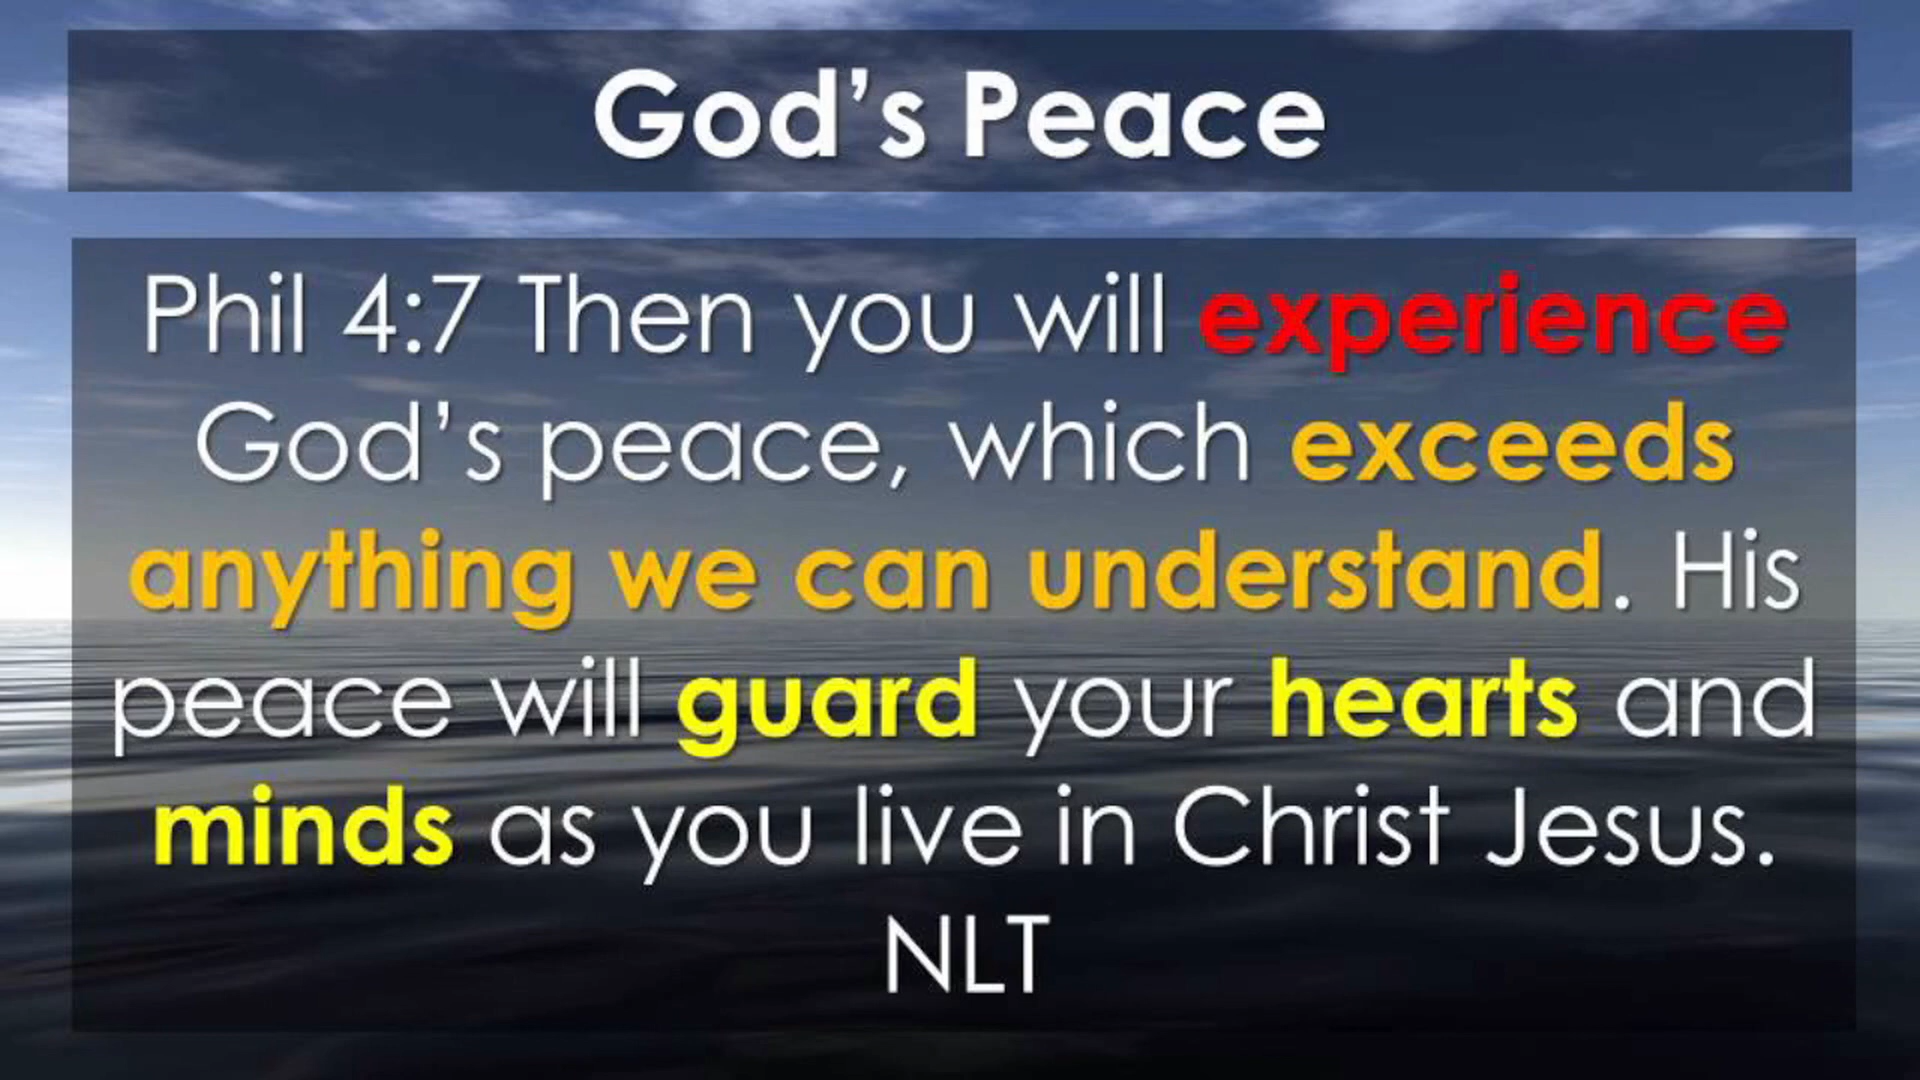 God’s Peace
Phil 4:7 Then you will experience
God’s peace, which exceeds
anything we can understand. His
peace will guard your hearts and
minds as you live in Christ Jesus.
NLT